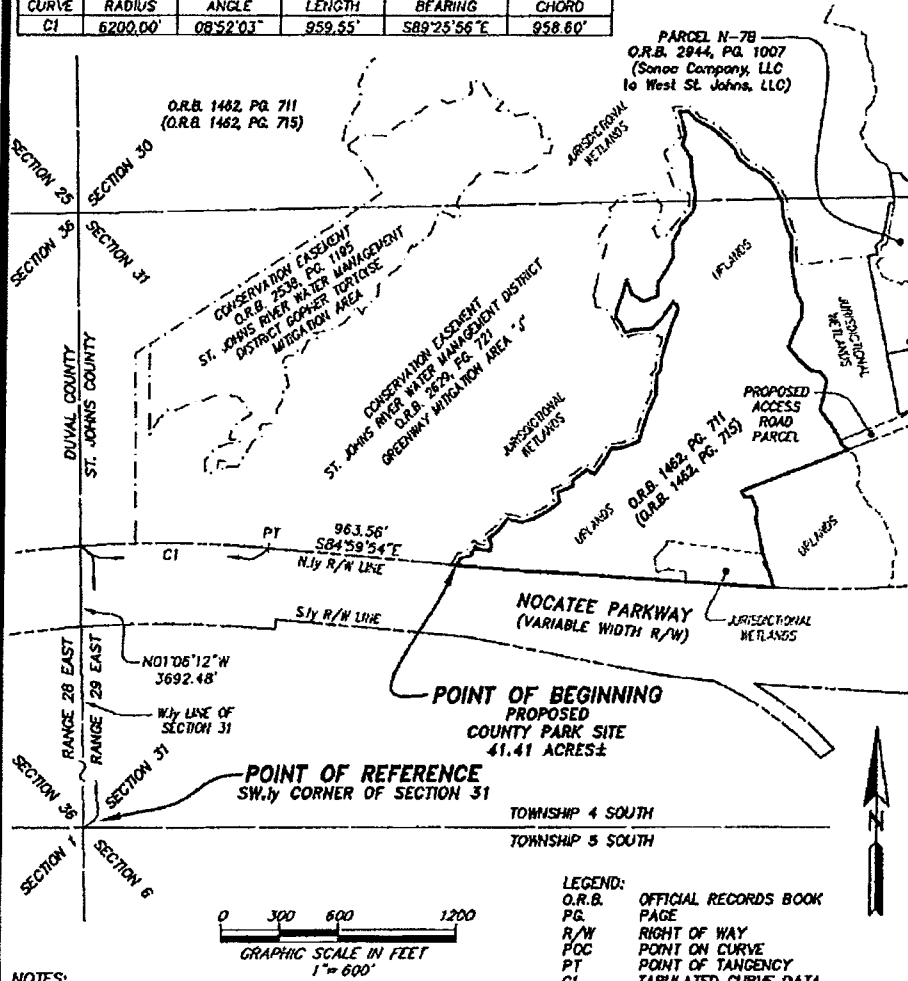 CURVE RADIUS ANGLE LENGTH BEARING CHORD
C1 6200.00' 08°52'03" 959.55' S89°25'56"E 958.60'
PARCEL N-7B
O.R.B. 2944, PG. 1007
(Sonoc Company, LLC
to West St. Johns, LLC)
O.R.B. 1462, PG. 711
(O.R.B. 1462, PG. 715)
JURISDICTIONAL
WETLANDS
SECTION 25
SECTION 30
SECTION 36
SECTION 31
CONSERVATION EASEMENT
O.R.B. 2538, PG. 1195
ST. JOHNS RIVER WATER MANAGEMENT
DISTRICT GOPHER TORTOISE
MITIGATION AREA
UPLANDS
CONSERVATION EASEMENT
O.R.B. 2629, PG. 721
ST. JOHNS RIVER WATER MANAGEMENT DISTRICT
GREENWAY MITIGATION AREA "J"
JURISDICTIONAL
WETLANDS
DUVAL COUNTY
ST. JOHNS COUNTY
PROPOSED
ACCESS
ROAD
PARCEL
JURISDICTIONAL
WETLANDS
UPLANDS
O.R.B. 1462, PG. 711
(O.R.B. 1462, PG. 715)
UPLANDS
C1
PT
963.56'
S84°59'54"E
N.ly R/W LINE
NOCATEE PARKWAY
(VARIABLE WIDTH R/W)
JURISDICTIONAL
WETLANDS
S.ly R/W LINE
N01°06'12"W
3692.48'
W.ly LINE OF
SECTION 31
RANGE 28 EAST
RANGE 29 EAST
POINT OF BEGINNING
PROPOSED
COUNTY PARK SITE
41.41 ACRES±
POINT OF REFERENCE
SW.ly CORNER OF SECTION 31
SECTION 36
SECTION 31
TOWNSHIP 4 SOUTH
TOWNSHIP 5 SOUTH
SECTION 1
SECTION 6
N
0 300 600 1200
GRAPHIC SCALE IN FEET
1"= 600'
LEGEND:
O.R.B. OFFICIAL RECORDS BOOK
PG. PAGE
R/W RIGHT OF WAY
POC POINT ON CURVE
PT POINT OF TANGENCY
C1 TABULATED CURVE DATA
NOTES: